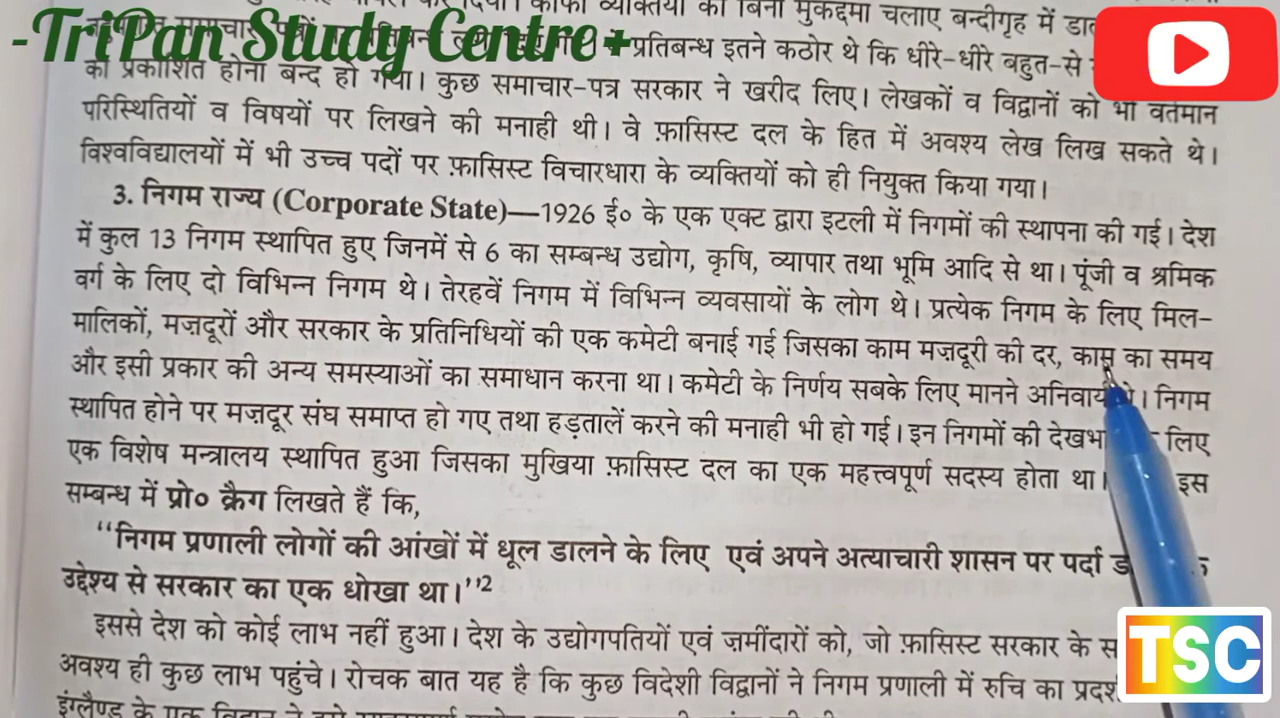 -TriPan Study Centre+
व्यक्तियों को बिना मुकद्दमा चलाए बन्दीगृह में
प्रतिबन्ध इतने कठोर थे कि धीरे-धीरे बहुत-से
का प्रकाशित होना बन्द हो गया। कुछ समाचार-पत्र सरकार ने खरीद लिए। लेखकों व विद्वानों को भी वर्तमान
परिस्थितियों व विषयों पर लिखने की मनाही थी। वे फ़ासिस्ट दल के हित में अवश्य लेख लिख सकते थे।
विश्वविद्यालयों में भी उच्च पदों पर फ़ासिस्ट विचारधारा के व्यक्तियों को ही नियुक्त किया गया।
3. निगम राज्य (Corporate State)—1926 ई० के एक एक्ट द्वारा इटली में निगमों की स्थापना की गई। देश
में कुल 13 निगम स्थापित हुए जिनमें से 6 का सम्बन्ध उद्योग, कृषि, व्यापार तथा भूमि आदि से था। पूंजी व श्रमिक
वर्ग के लिए दो विभिन्न निगम थे। तेरहवें निगम में विभिन्न व्यवसायों के लोग थे। प्रत्येक निगम के लिए मिल-
मालिकों, मज़दूरों और सरकार के प्रतिनिधियों की एक कमेटी बनाई गई जिसका काम मज़दूरी की दर, काम का समय
और इसी प्रकार की अन्य समस्याओं का समाधान करना था। कमेटी के निर्णय सबके लिए मानने अनिवार्य थे। निगम
स्थापित होने पर मज़दूर संघ समाप्त हो गए तथा हड़तालें करने की मनाही भी हो गई। इन निगमों की लिए
एक विशेष मन्त्रालय स्थापित हुआ जिसका मुखिया फ़ासिस्ट दल का एक महत्त्वपूर्ण सदस्य होता था। इस
सम्बन्ध में प्रो० क्रैग लिखते हैं कि,
‘‘निगम प्रणाली लोगों की आंखों में धूल डालने के लिए एवं अपने अत्याचारी शासन पर पर्दा
उद्देश्य से सरकार का एक धोखा था।’’2
इससे देश को कोई लाभ नहीं हुआ। देश के उद्योगपतियों एवं ज़मींदारों को, जो फ़ासिस्ट सरकार के
अवश्य ही कुछ लाभ पहुंचे। रोचक बात यह है कि कुछ विदेशी विद्वानों ने निगम प्रणाली में रुचि का
इंग्लैण्ड के एक विद्वान ने
TSC